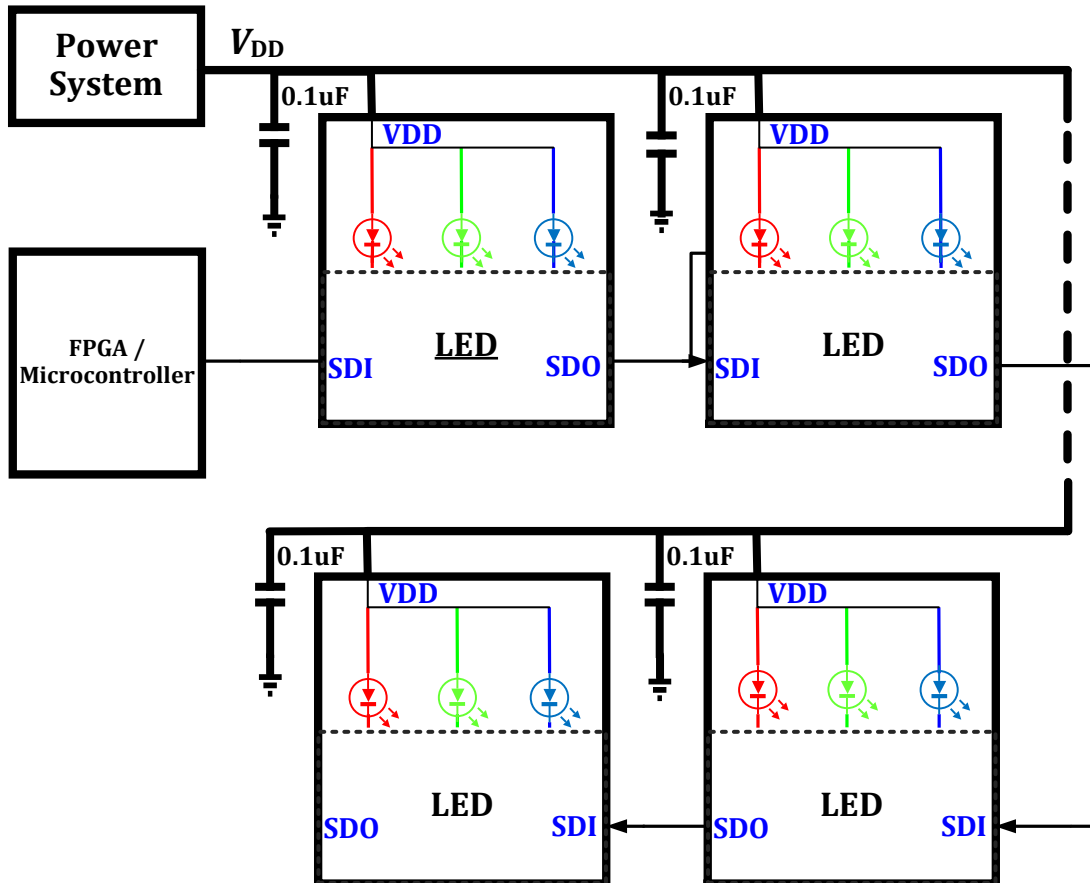 Power
System
VDD
0.1uF
0.1uF
VDD
VDD
FPGA /
Microcontroller
LED
SDI
SDO
LED
SDI
SDO
0.1uF
0.1uF
VDD
VDD
LED
SDO
SDI
LED
SDO
SDI